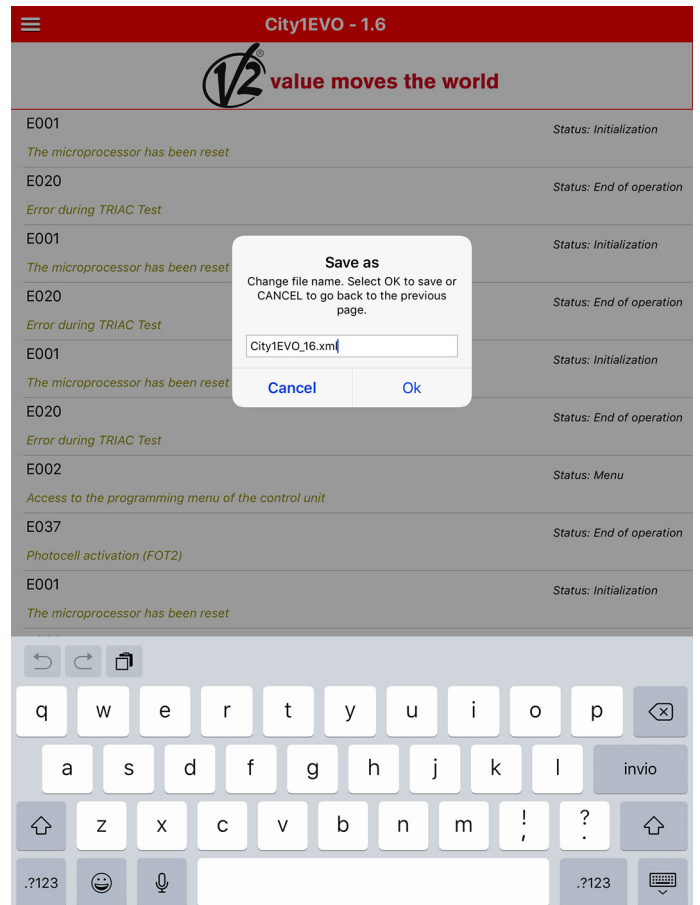 City1EVO - 1.6
V2®
value moves the world
E001
Status: Initialization
The microprocessor has been reset
E020
Status: End of operation
Error during TRIAC Test
E001
Status: Initialization
The microprocessor has been reset
E020
Status: End of operation
Error during TRIAC Test
E001
Status: Initialization
The microprocessor has been reset
E020
Status: End of operation
Error during TRIAC Test
E002
Status: Menu
Access to the programming menu of the control unit
E037
Status: End of operation
Photocell activation (FOT2)
E001
Status: Initialization
The microprocessor has been reset
Save as
Change file name. Select OK to save or
CANCEL to go back to the previous
page.
City1EVO_16.xml
Cancel Ok
q w e r t y u i o p
a s d f g h j k l invio
z x c v b n m ! , ? .
.?123 .?123